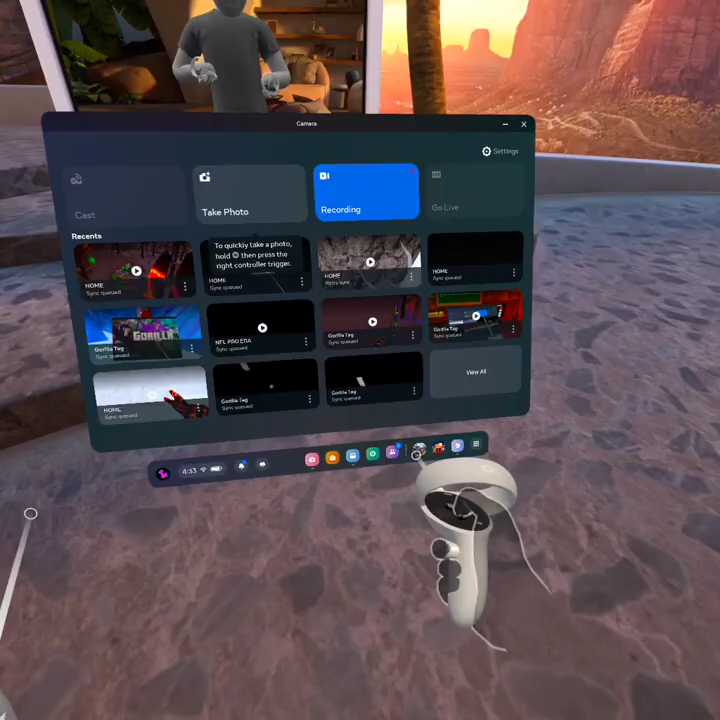 Camera
Settings
Cast
Take Photo
Recording
Go Live
Recents
To quickly take a photo,
hold then press the
right controller trigger.
HOME
Sync queued
HOME
Sync queued
HOME
Retry sync
HOME
Sync queued
Gorilla Tag
Sync queued
GORILLA
NFL PRO ERA
Sync queued
Gorilla Tag
Sync queued
Gorilla Tag
Sync queued
HOME
Sync queued
Gorilla Tag
Sync queued
Gorilla Tag
Sync queued
View All
4:53